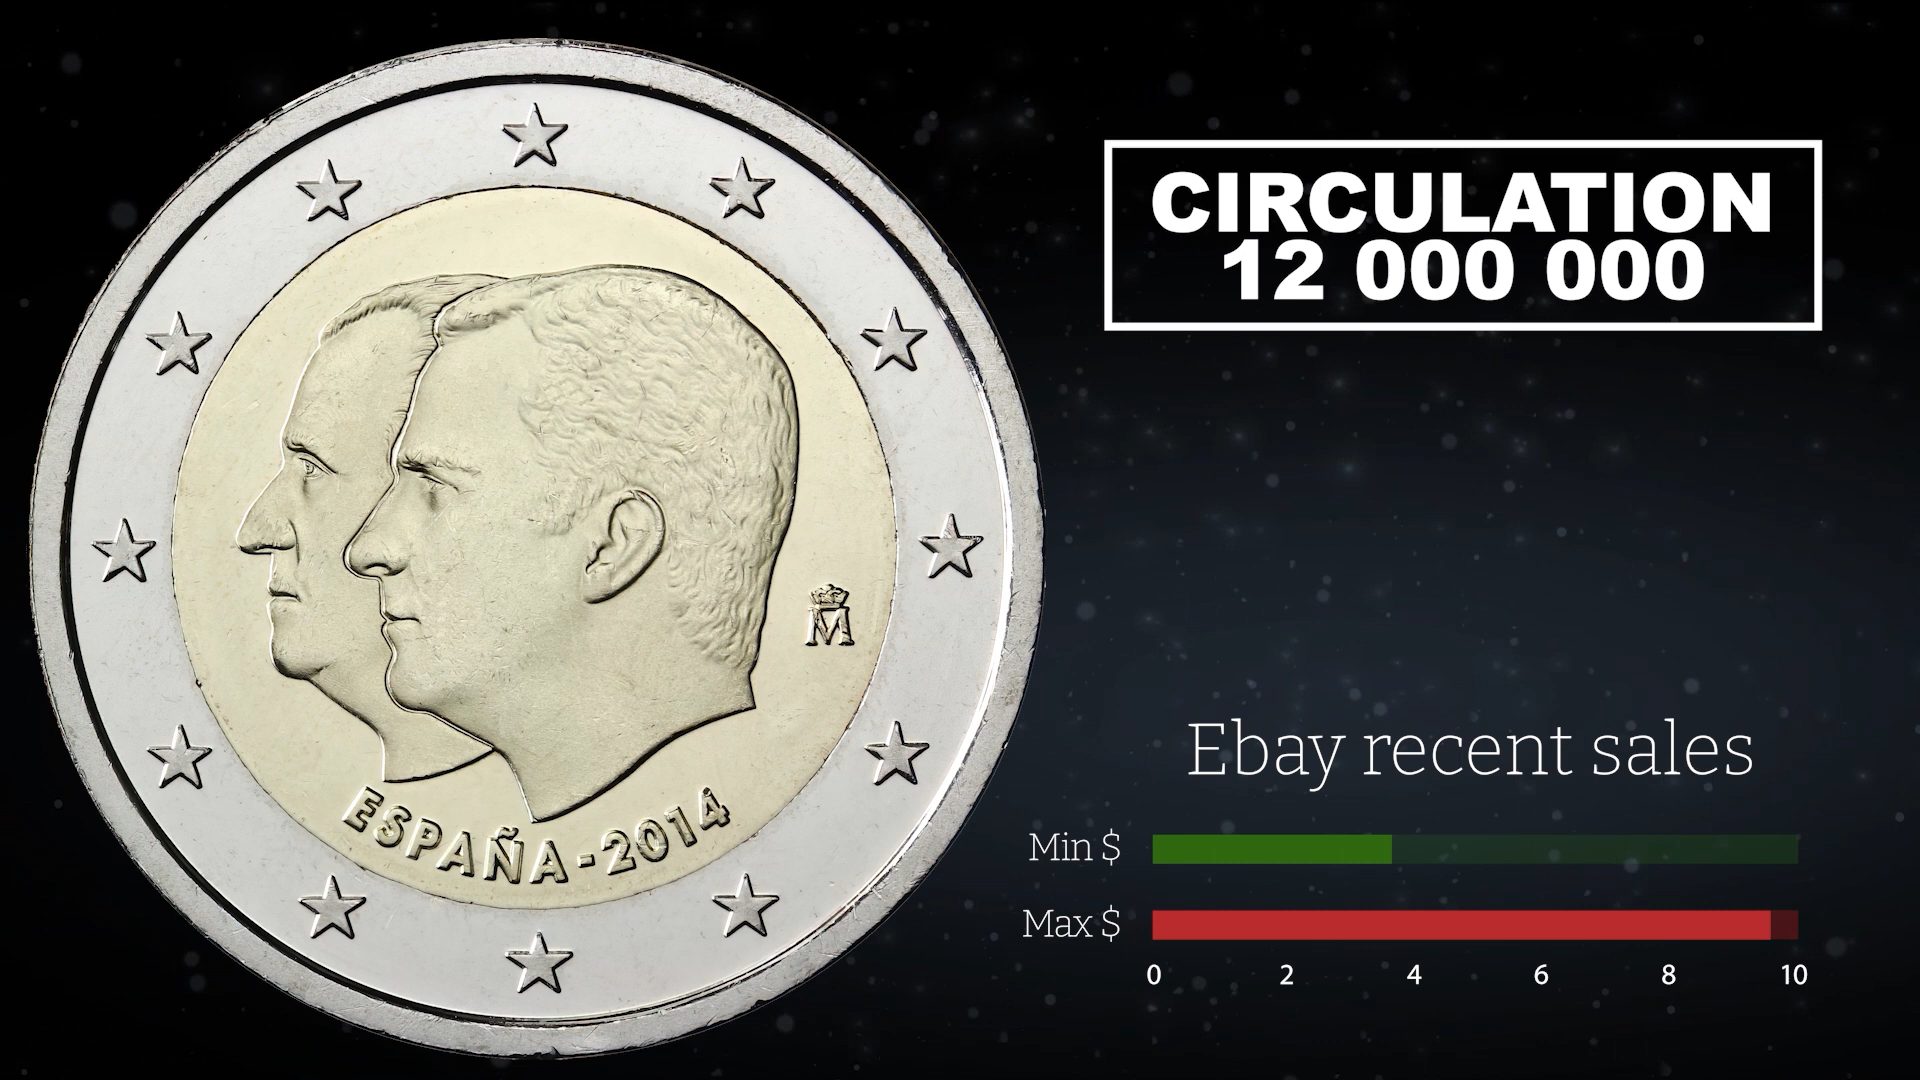 CIRCULATION
12 000 000
M
ESPAÑA-2014
Ebay recent sales
Min $
Max $
0 2 4 6 8 10